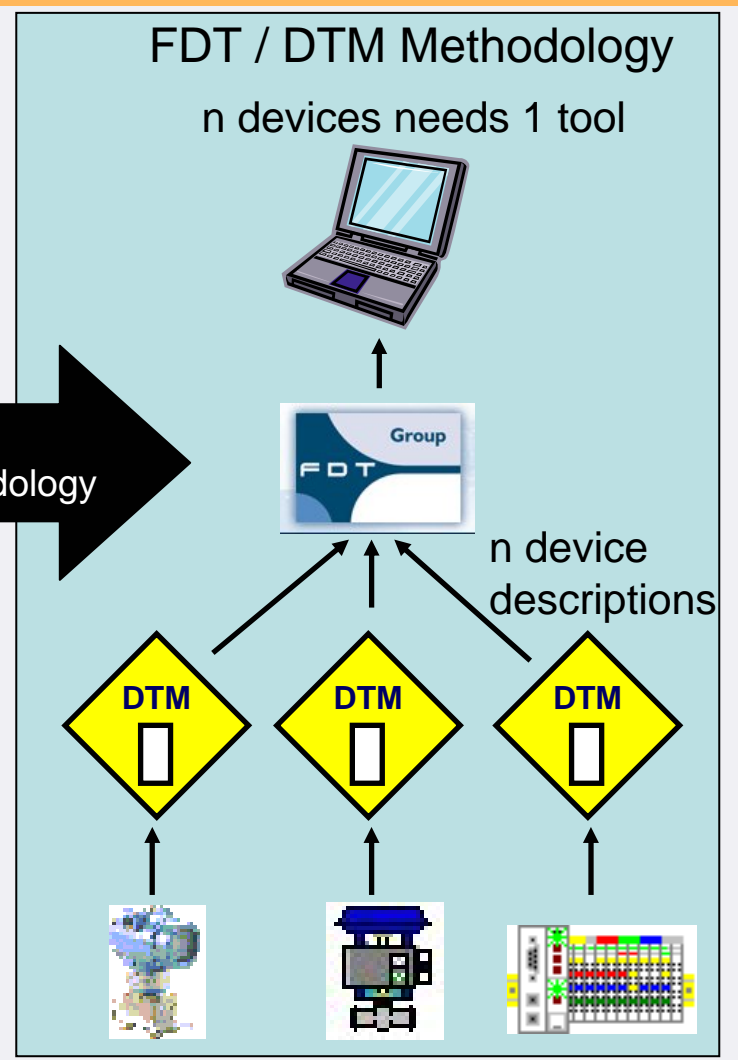 FDT / DTM Methodology
n devices needs 1 tool
Group
FDT
dology
n device
descriptions
DTM
DTM
DTM